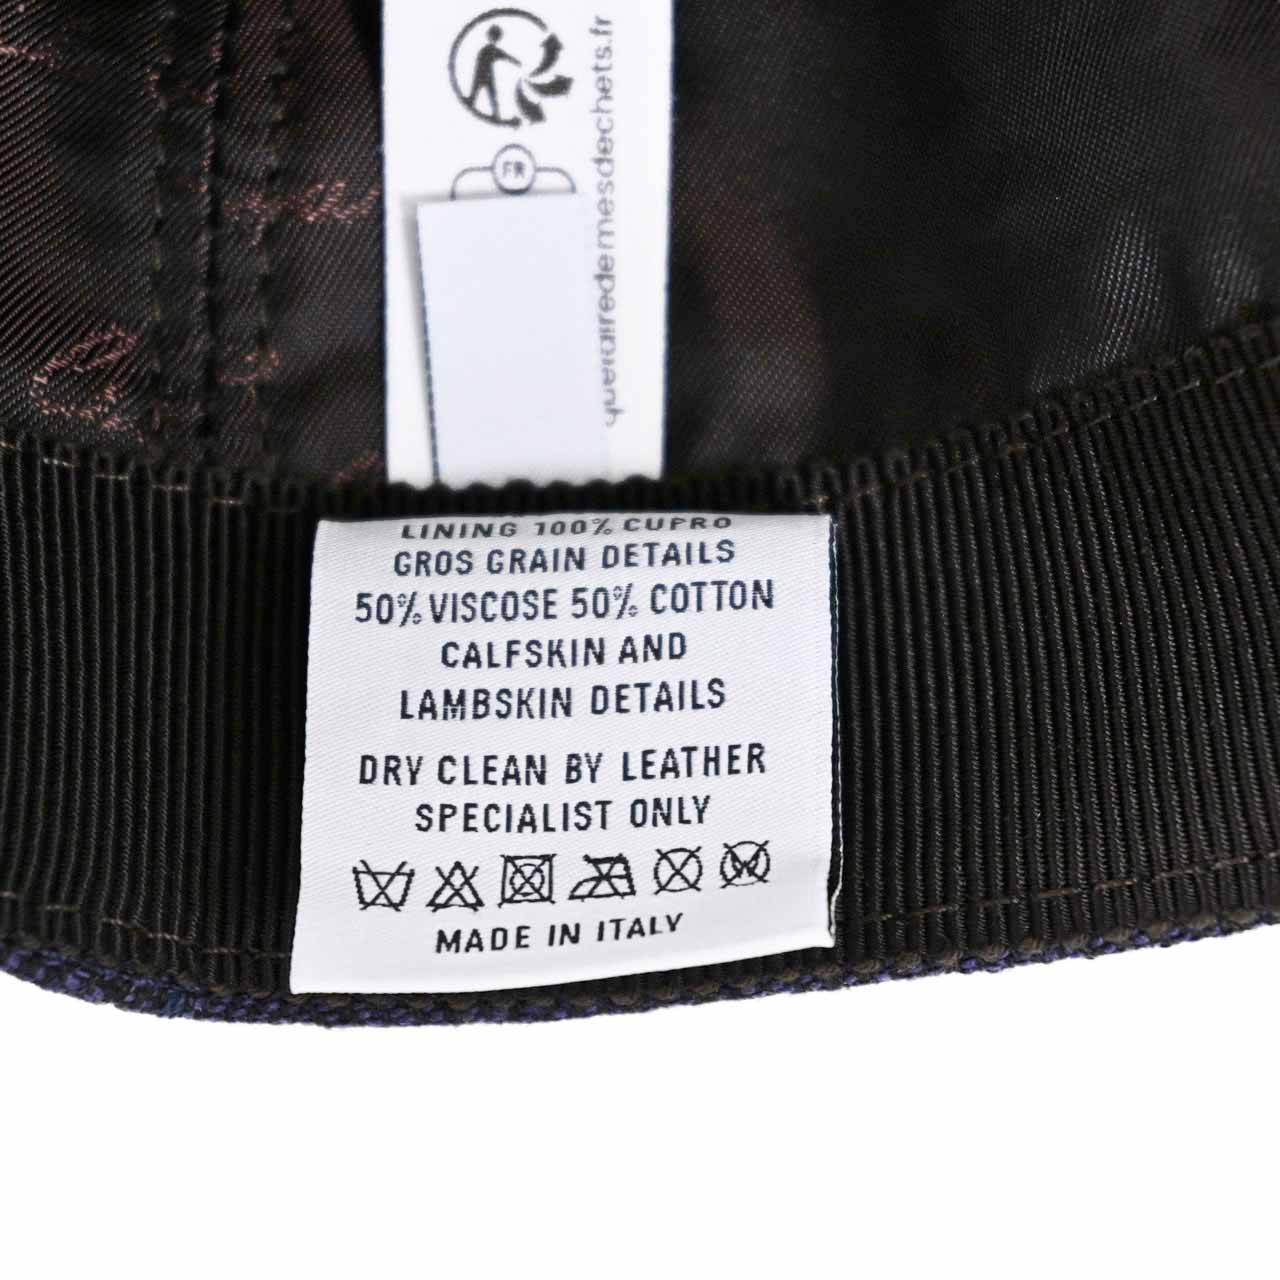 FR
quefairedemesdechets.fr
LINING 100% CUPRO
GROS GRAIN DETAILS
50% VISCOSE 50% COTTON
CALFSKIN AND
LAMBSKIN DETAILS
DRY CLEAN BY LEATHER
SPECIALIST ONLY
MADE IN ITALY